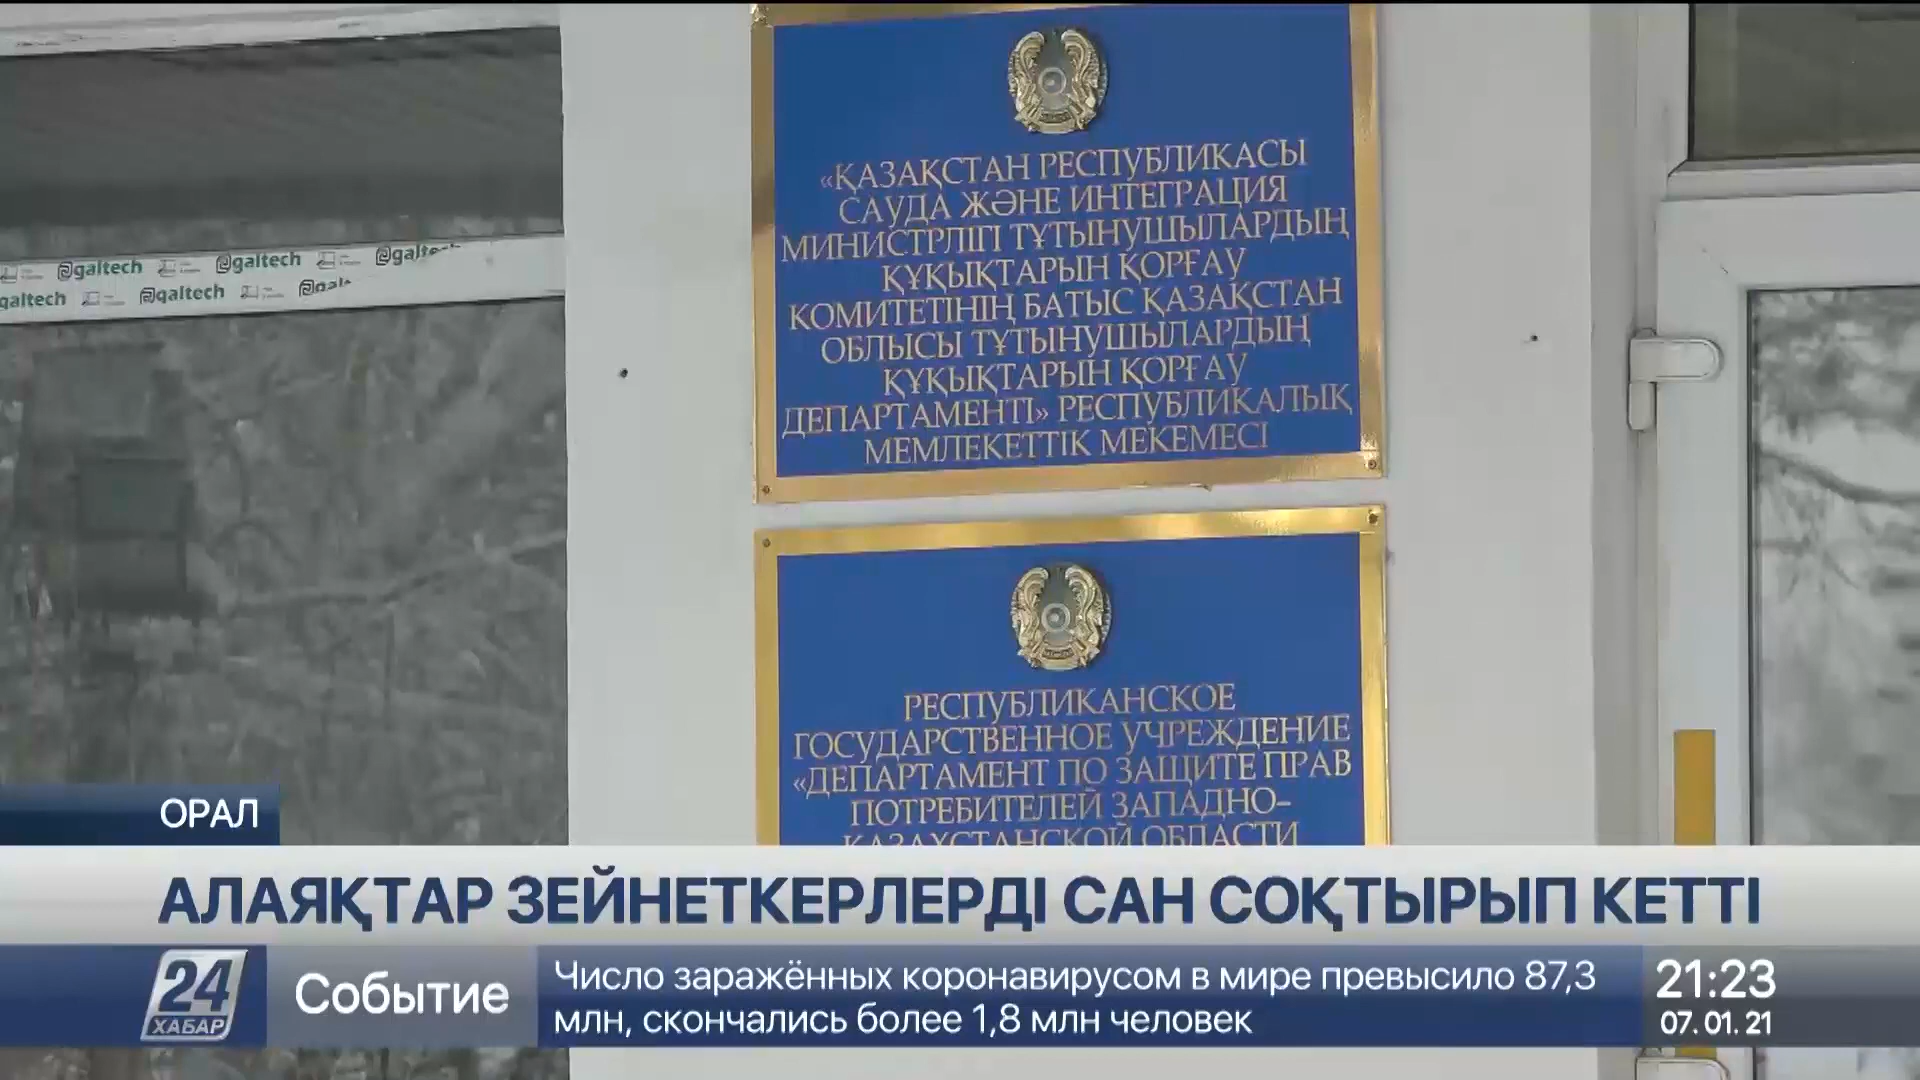 «ҚАЗАҚСТАН РЕСПУБЛИКАСЫ
САУДА ЖӘНЕ ИНТЕГРАЦИЯ
МИНИСТРЛІГІ ТҰТЫНУШЫЛАРДЫҢ
ҚҰҚЫҚТАРЫН ҚОРҒАУ
КОМИТЕТІНІҢ БАТЫС ҚАЗАҚСТАН
ОБЛЫСЫ ТҰТЫНУШЫЛАРДЫҢ
ҚҰҚЫҚТАРЫН ҚОРҒАУ
ДЕПАРТАМЕНТІ» РЕСПУБЛИКАЛЫҚ
МЕМЛЕКЕТТІК МЕКЕМЕСІ
galtech galtech
galtech galtech
РЕСПУБЛИКАНСКОЕ
ГОСУДАРСТВЕННОЕ УЧРЕЖДЕНИЕ
«ДЕПАРТАМЕНТ ПО ЗАЩИТЕ ПРАВ
ПОТРЕБИТЕЛЕЙ ЗАПАДНО-
КАЗАХСТАНСКОЙ ОБЛАСТИ
ОРАЛ
АЛАЯҚТАР ЗЕЙНЕТКЕРЛЕРДІ САН СОҚТЫРЫП КЕТТІ
24
ХАБАР
Событие
Число заражённых коронавирусом в мире превысило 87,3
млн, скончались более 1,8 млн человек
21:23
07. 01. 21